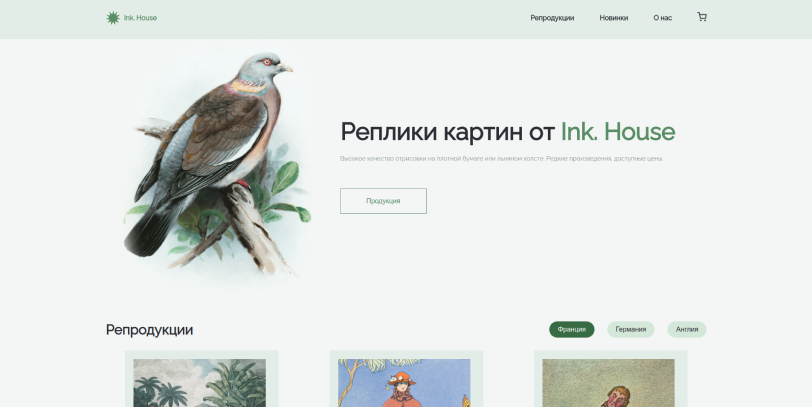 Ink. House
Репродукции
Новинки
О нас
Реплики картин от Ink. House
Высокое качество отрисовки на плотной бумаге или льняном холсте. Редкие произведения, доступные цены
Продукция
Репродукции
Франция
Германия
Англия